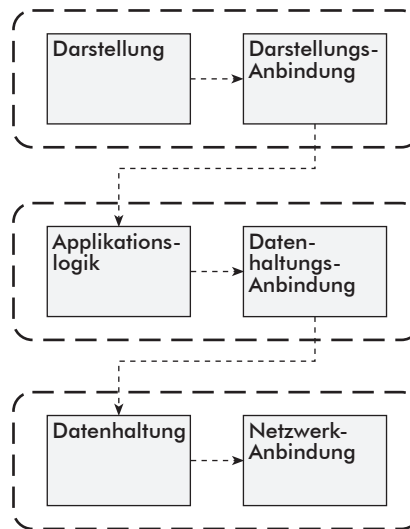 Darstellung
Darstellungs-
Anbindung
Applikations-
logik
Daten-
haltungs-
Anbindung
Datenhaltung
Netzwerk-
Anbindung